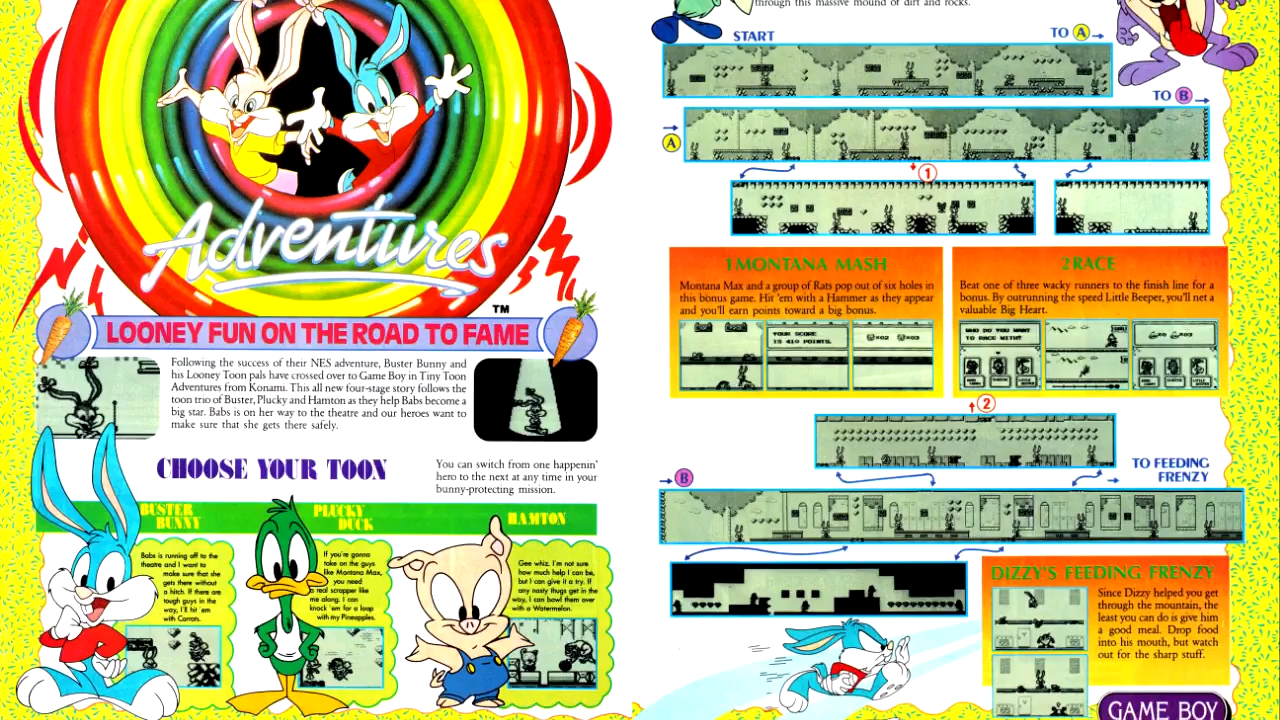 Adventures
TM
LOONEY FUN ON THE ROAD TO FAME
Following the success of their NES adventure, Buster Bunny and
his Looney Toon pals have crossed over to Game Boy in Tiny Toon
Adventures from Konami. This all new four-stage story follows the
toon trio of Buster, Plucky and Hamton as they help Babs become a
big star. Babs is on her way to the theatre and our heroes want to
make sure that she gets there safely.
CHOOSE YOUR TOON
You can switch from one happenin'
hero to the next at any time in your
bunny-protecting mission.
BUSTER
BUNNY
Babs is running off to the
theatre and I want to
make sure that she
gets there without
a hitch. If there are
tough guys in the
way, I'll hit 'em
with Carrots.
PLUCKY
DUCK
If you're gonna
take on the guys
like Montana Max,
you need
a real scrapper like
me along. I can
knock 'em for a loop
with my Pineapples.
HAMTON
Gee whiz, I'm not sure
how much help I can be,
but I can give it a try. If
any nasty thugs get in the
way, I can bowl them over
with a Watermelon.
through this massive mound of dirt and rocks.
START
TO A
TO B
A
1
1 MONTANA MASH
Montana Max and a group of Rats pop out of six holes in
this bonus game. Hit 'em with a Hammer as they appear
and you'll earn points toward a big bonus.
YOUR SCORE
IS 410 POINTS.
×02 ×03
2 RACE
Beat one of three wacky runners to the finish line for a
bonus. By outrunning the speed Little Beeper, you'll net a
valuable Big Heart.
WHO DO YOU WANT
TO RACE WITH?
×03
2
B
TO FEEDING
FRENZY
DIZZY'S FEEDING FRENZY
Since Dizzy helped you get
through the mountain, the
least you can do is give him
a good meal. Drop food
into his mouth, but watch
out for the sharp stuff.
GAME BOY